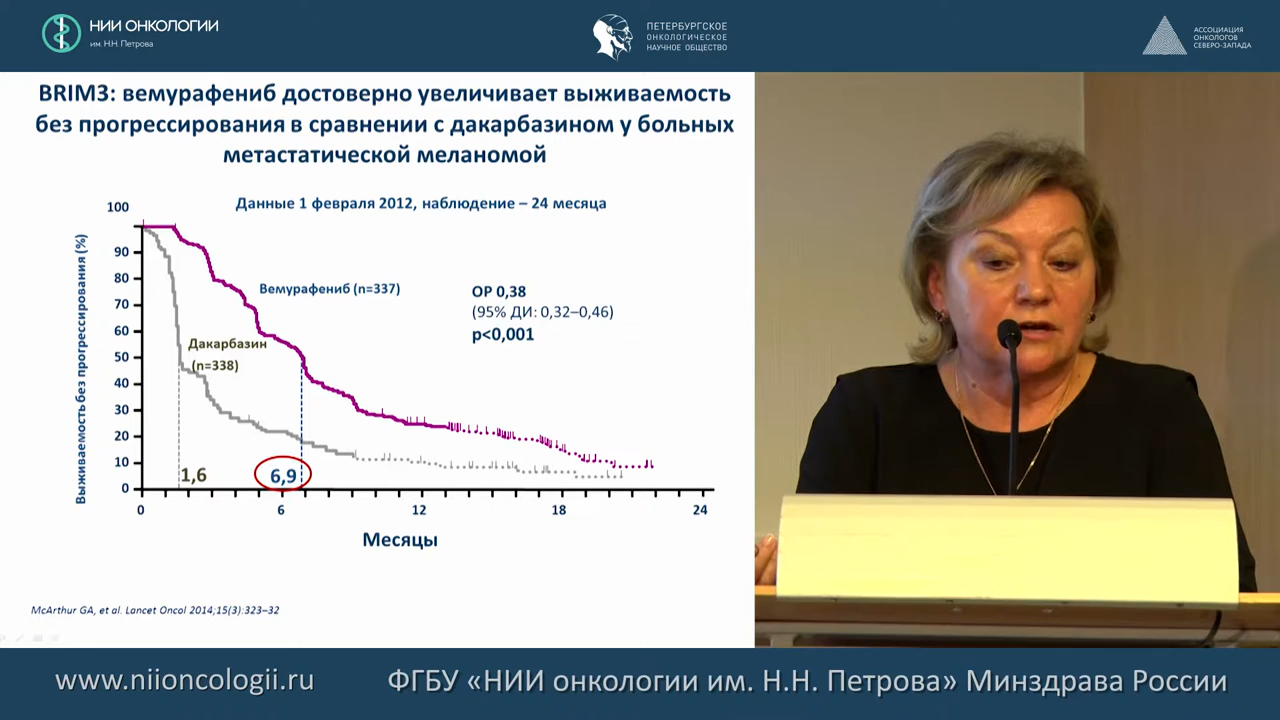 НИИ ОНКОЛОГИИ
им. Н.Н. Петрова
ПЕТЕРБУРГСКОЕ
ОНКОЛОГИЧЕСКОЕ
НАУЧНОЕ ОБЩЕСТВО
АССОЦИАЦИЯ
ОНКОЛОГОВ
СЕВЕРО-ЗАПАДА
BRIM3: вемурафениб достоверно увеличивает выживаемость
без прогрессирования в сравнении с дакарбазином у больных
метастатической меланомой
Данные 1 февраля 2012, наблюдение – 24 месяца
Выживаемость без прогрессирования (%)
100
90
80
70
60
50
40
30
20
10
0
Вемурафениб (n=337)
ОР 0,38
(95% ДИ: 0,32–0,46)
p<0,001
Дакарбазин
(n=338)
1,6
6,9
0
6
12
18
24
Месяцы
McArthur GA, et al. Lancet Oncol 2014;15(3):323–32
www.niioncologii.ru
ФГБУ «НИИ онкологии им. Н.Н. Петрова» Минздрава России